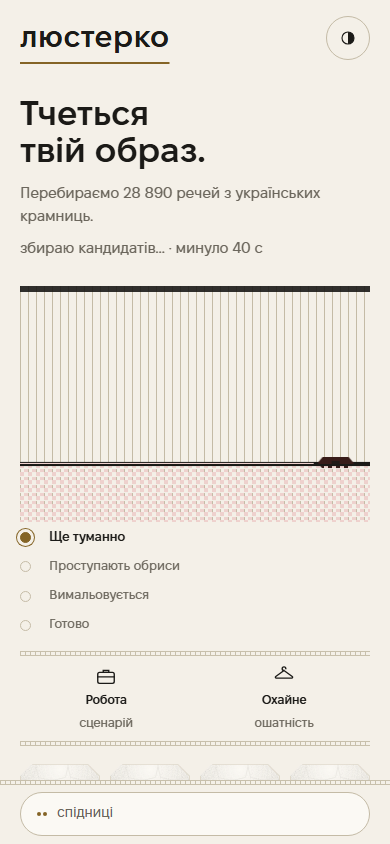 люстерко
Тчеться
твій образ.
Перебираємо 28 890 речей з українських
крамниць.
збираю кандидатів... · минуло 40 с
Ще туманно
Проступають обриси
Вимальовується
Готово
Робота
сценарій
Охайне
ошатність
спідниці